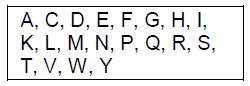 A, C, D, E, F, G, H, I,
K, L, M, N, P, Q, R, S,
T, V, W, Y